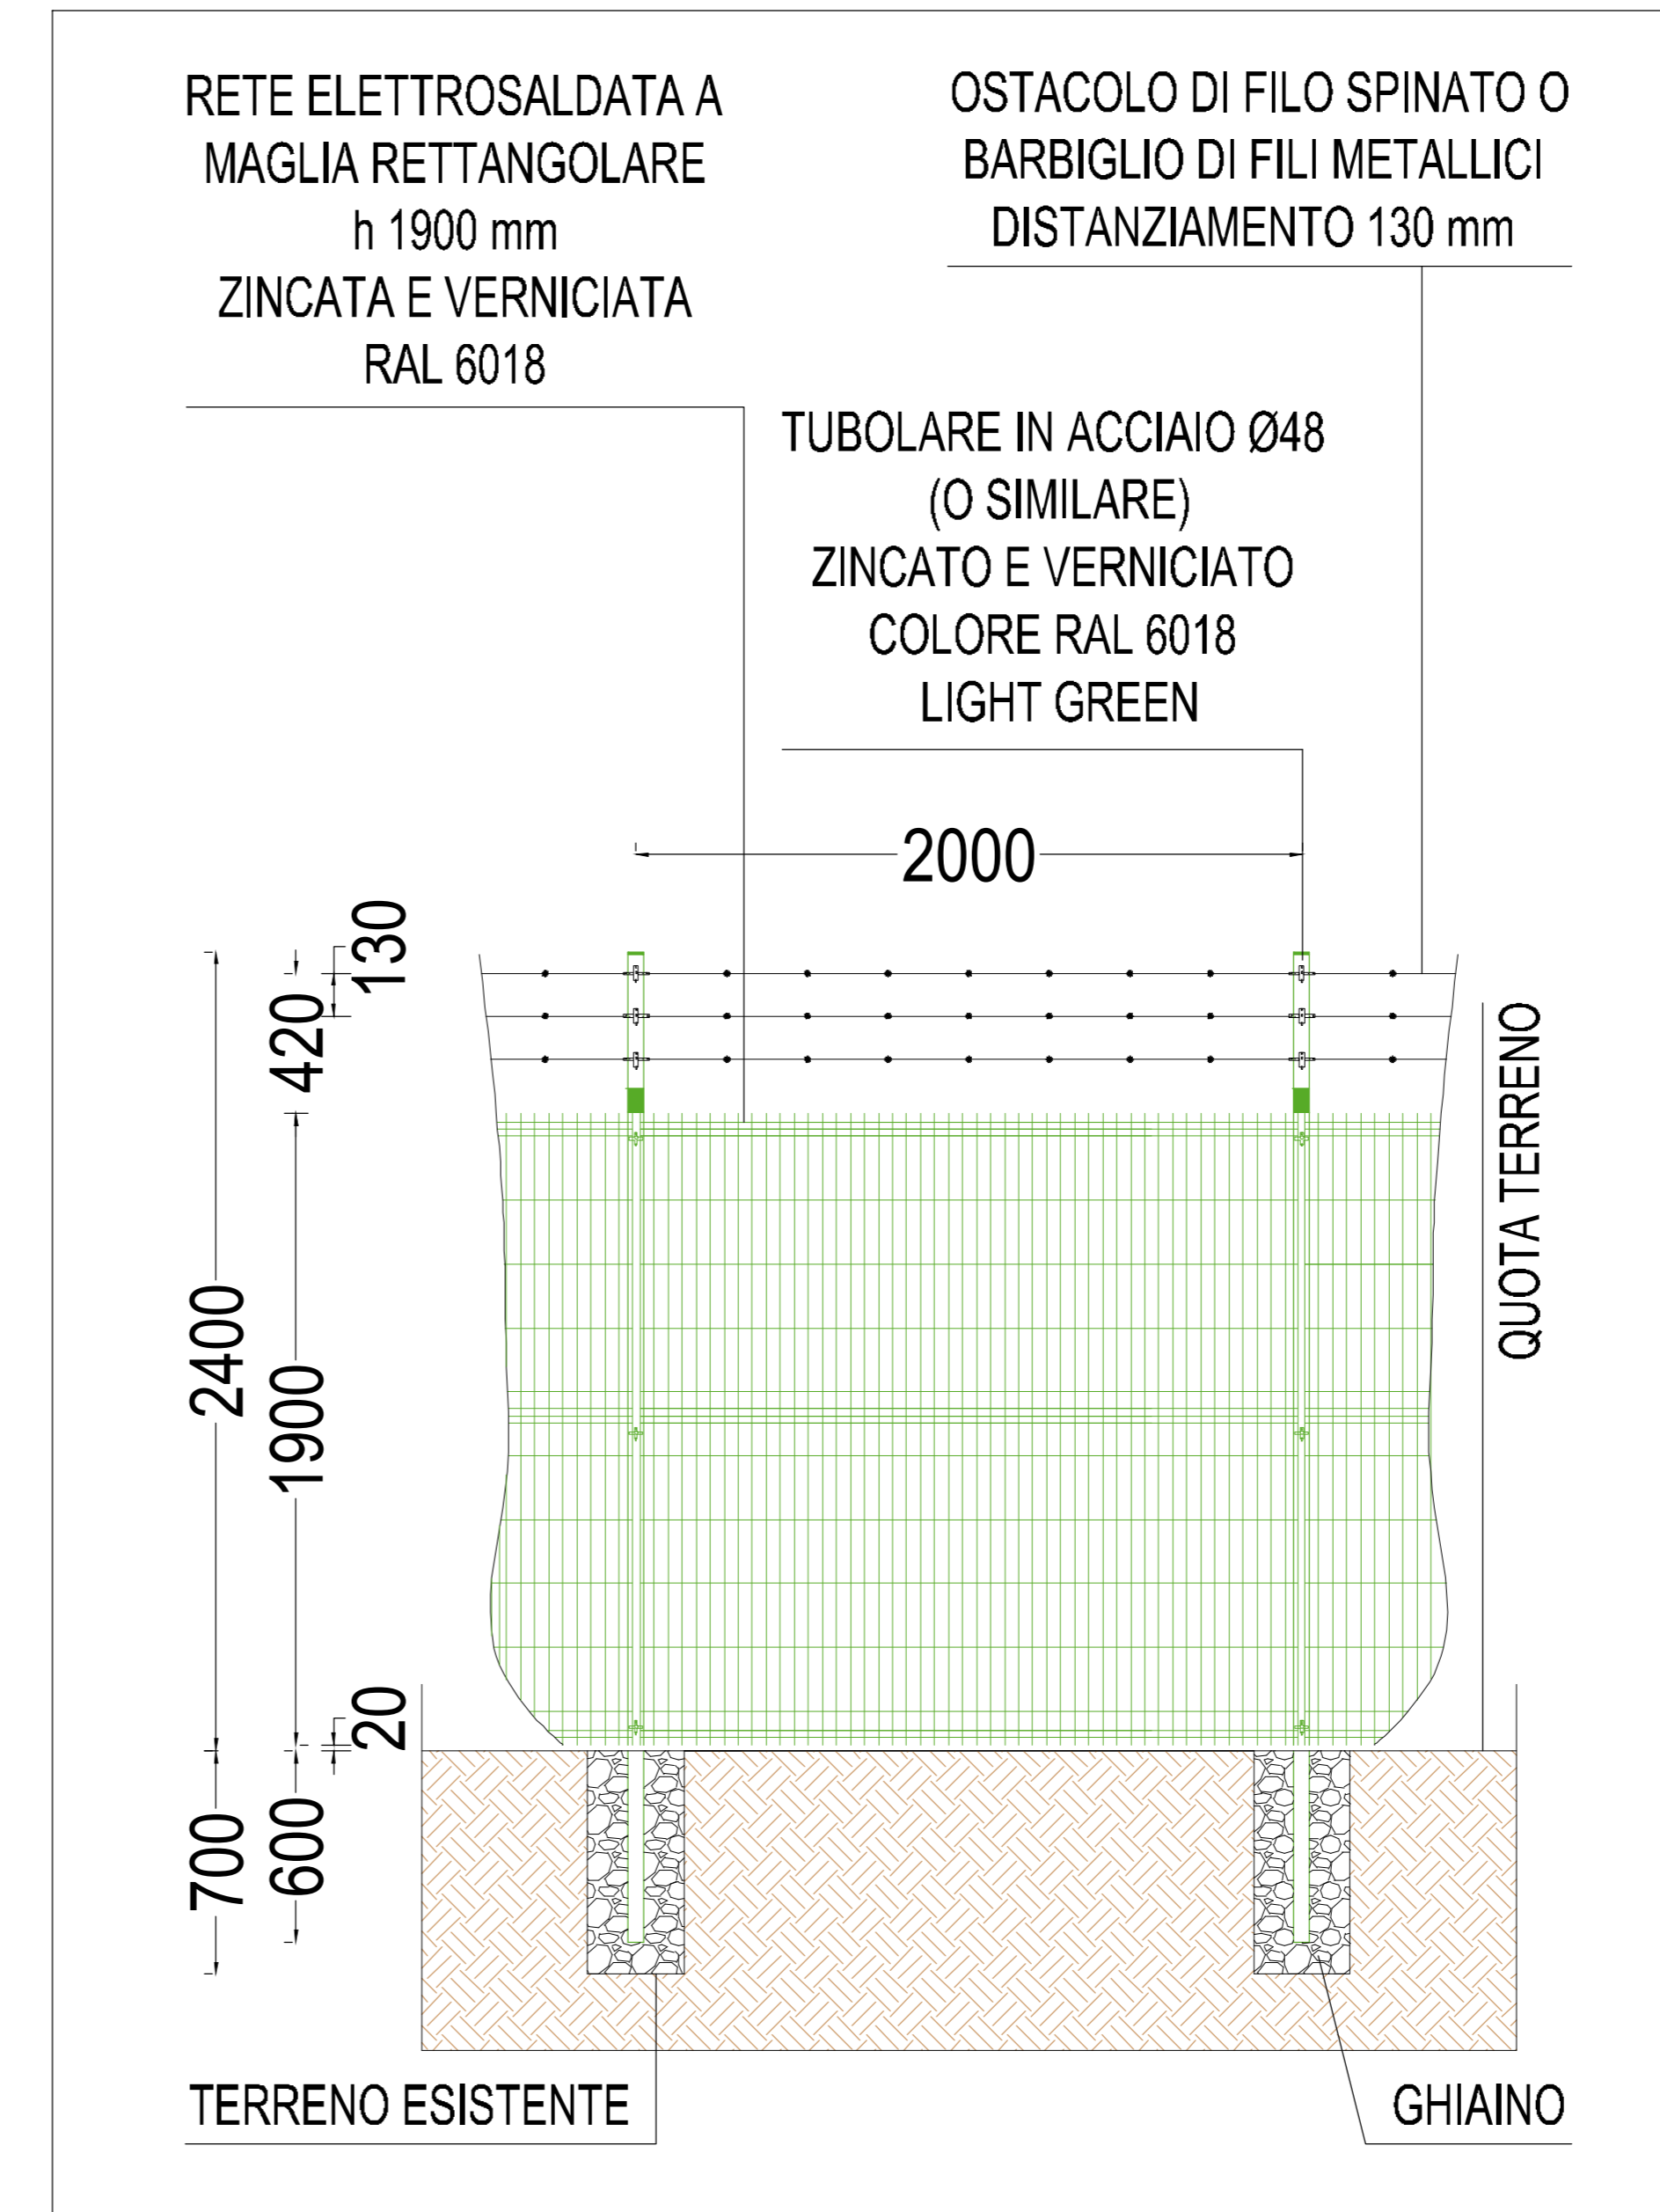 RETE ELETTROSALDATA A
MAGLIA RETTANGOLARE
h 1900 mm
ZINCATA E VERNICIATA
RAL 6018
OSTACOLO DI FILO SPINATO O
BARBIGLIO DI FILI METALLICI
DISTANZIAMENTO 130 mm
TUBOLARE IN ACCIAIO Ø48
(O SIMILARE)
ZINCATO E VERNICIATO
COLORE RAL 6018
LIGHT GREEN
2000
130
420
2400
1900
20
700
600
QUOTA TERRENO
TERRENO ESISTENTE
GHIAINO